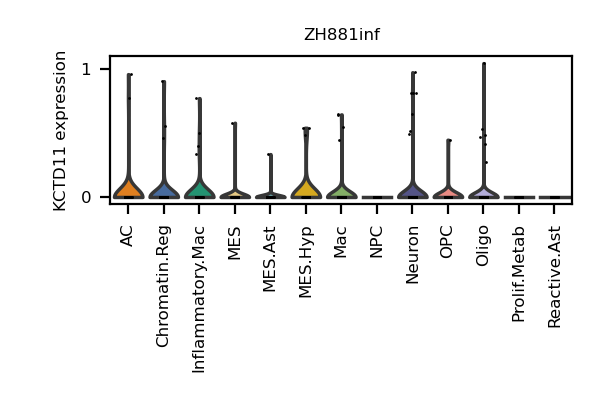 ZH881inf
KCTD11 expression
1
0
AC
Chromatin.Reg
Inflammatory.Mac
MES
MES.Ast
MES.Hyp
Mac
NPC
Neuron
OPC
Oligo
Prolif.Metab
Reactive.Ast